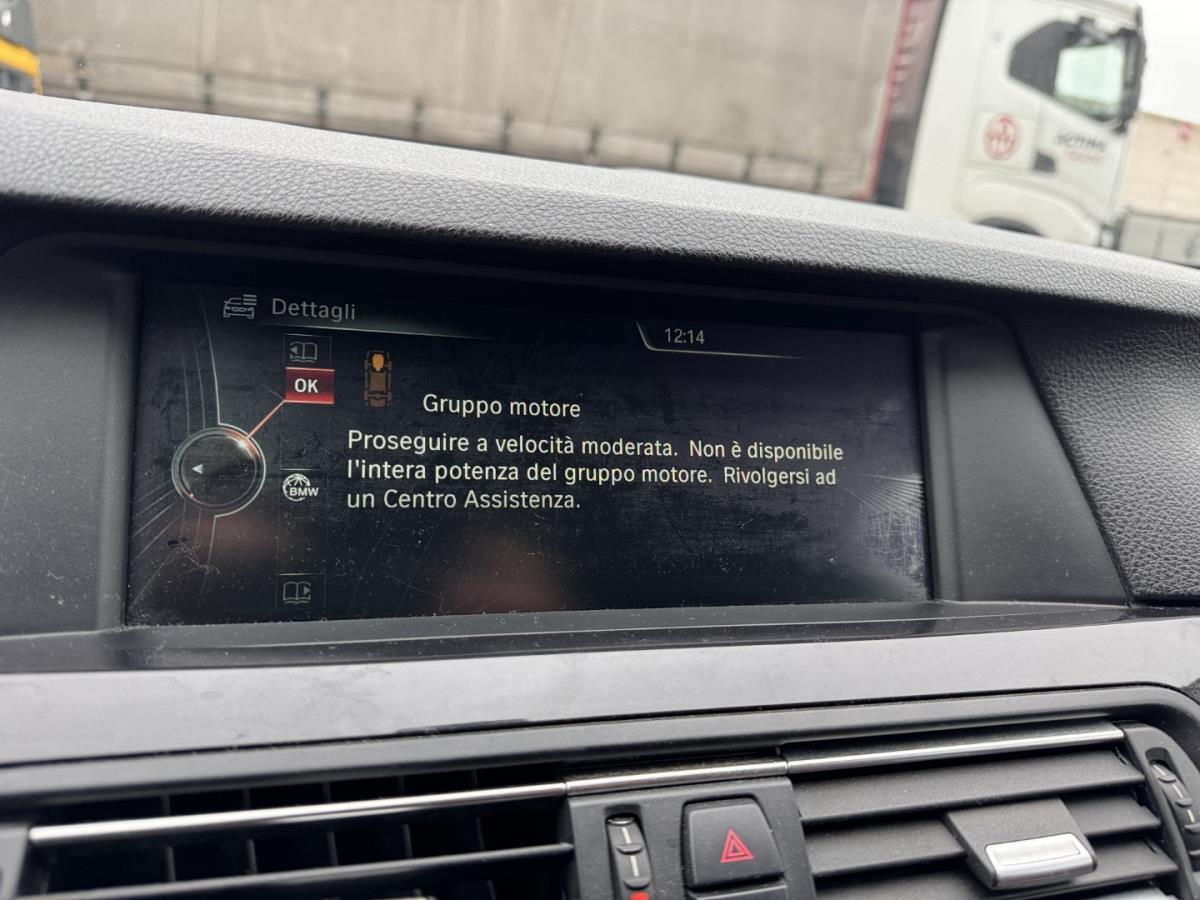 Dettagli
12:14
OK
Gruppo motore
Proseguire a velocità moderata. Non è disponibile
l'intera potenza del gruppo motore. Rivolgersi ad
un Centro Assistenza.
BMW